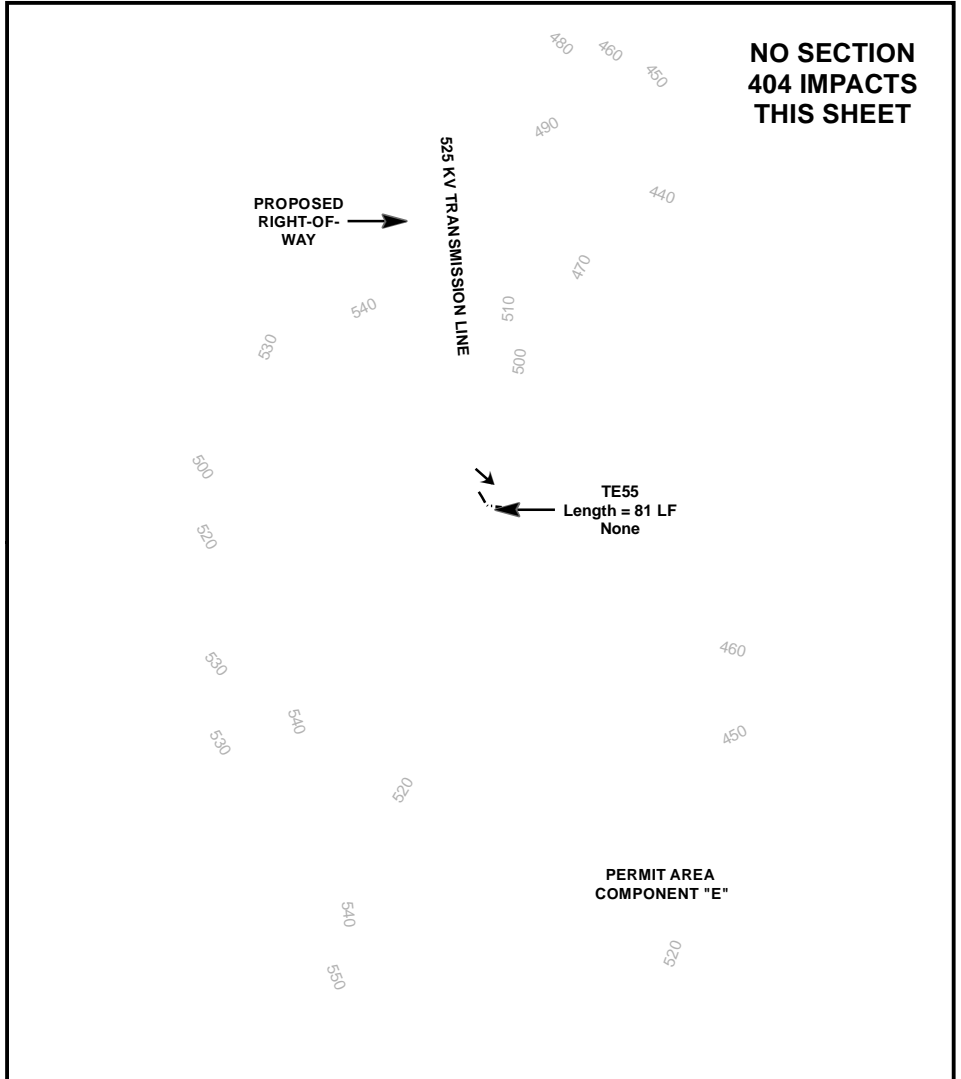 480
460
450
NO SECTION
404 IMPACTS
THIS SHEET
490
525 KV TRANSMISSION LINE
440
PROPOSED
RIGHT-OF-
WAY
470
540
510
530
500
500
TE55
Length = 81 LF
None
520
460
530
540
450
530
520
PERMIT AREA
COMPONENT "E"
540
520
550